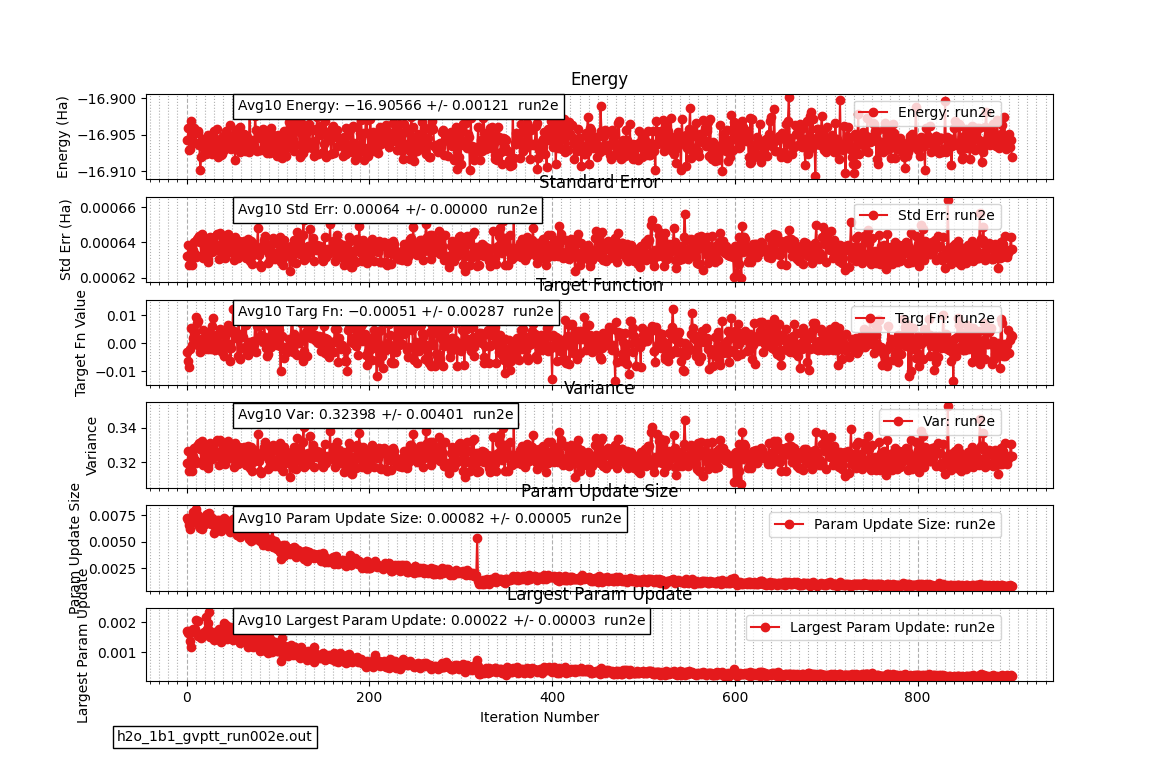 Energy
Energy (Ha)
−16.900
−16.905
−16.910
Avg10 Energy: −16.90566 +/- 0.00121  run2e
Energy: run2e
Standard Error
Std Err (Ha)
0.00066
0.00064
0.00062
Avg10 Std Err: 0.00064 +/- 0.00000  run2e
Std Err: run2e
Target Function
Target Fn Value
0.01
0.00
−0.01
Avg10 Targ Fn: −0.00051 +/- 0.00287  run2e
Targ Fn: run2e
Variance
Variance
0.34
0.32
Avg10 Var: 0.32398 +/- 0.00401  run2e
Var: run2e
Param Update Size
Param Update Size
0.0075
0.0050
0.0025
Avg10 Param Update Size: 0.00082 +/- 0.00005  run2e
Param Update Size: run2e
Largest Param Update
Largest Param Update
0.002
0.001
Avg10 Largest Param Update: 0.00022 +/- 0.00003  run2e
Largest Param Update: run2e
0 200 400 600 800
Iteration Number
h2o_1b1_gvptt_run002e.out